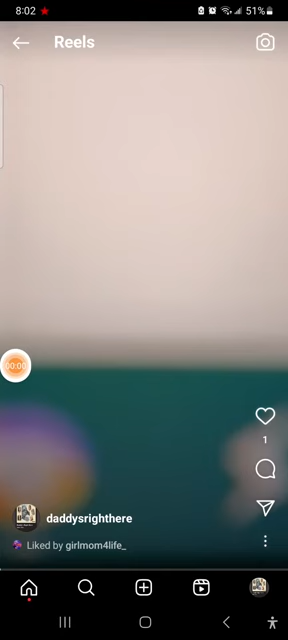 8:02
51%
Reels
00:00
1
daddysrighthere
Liked by girlmom4life_